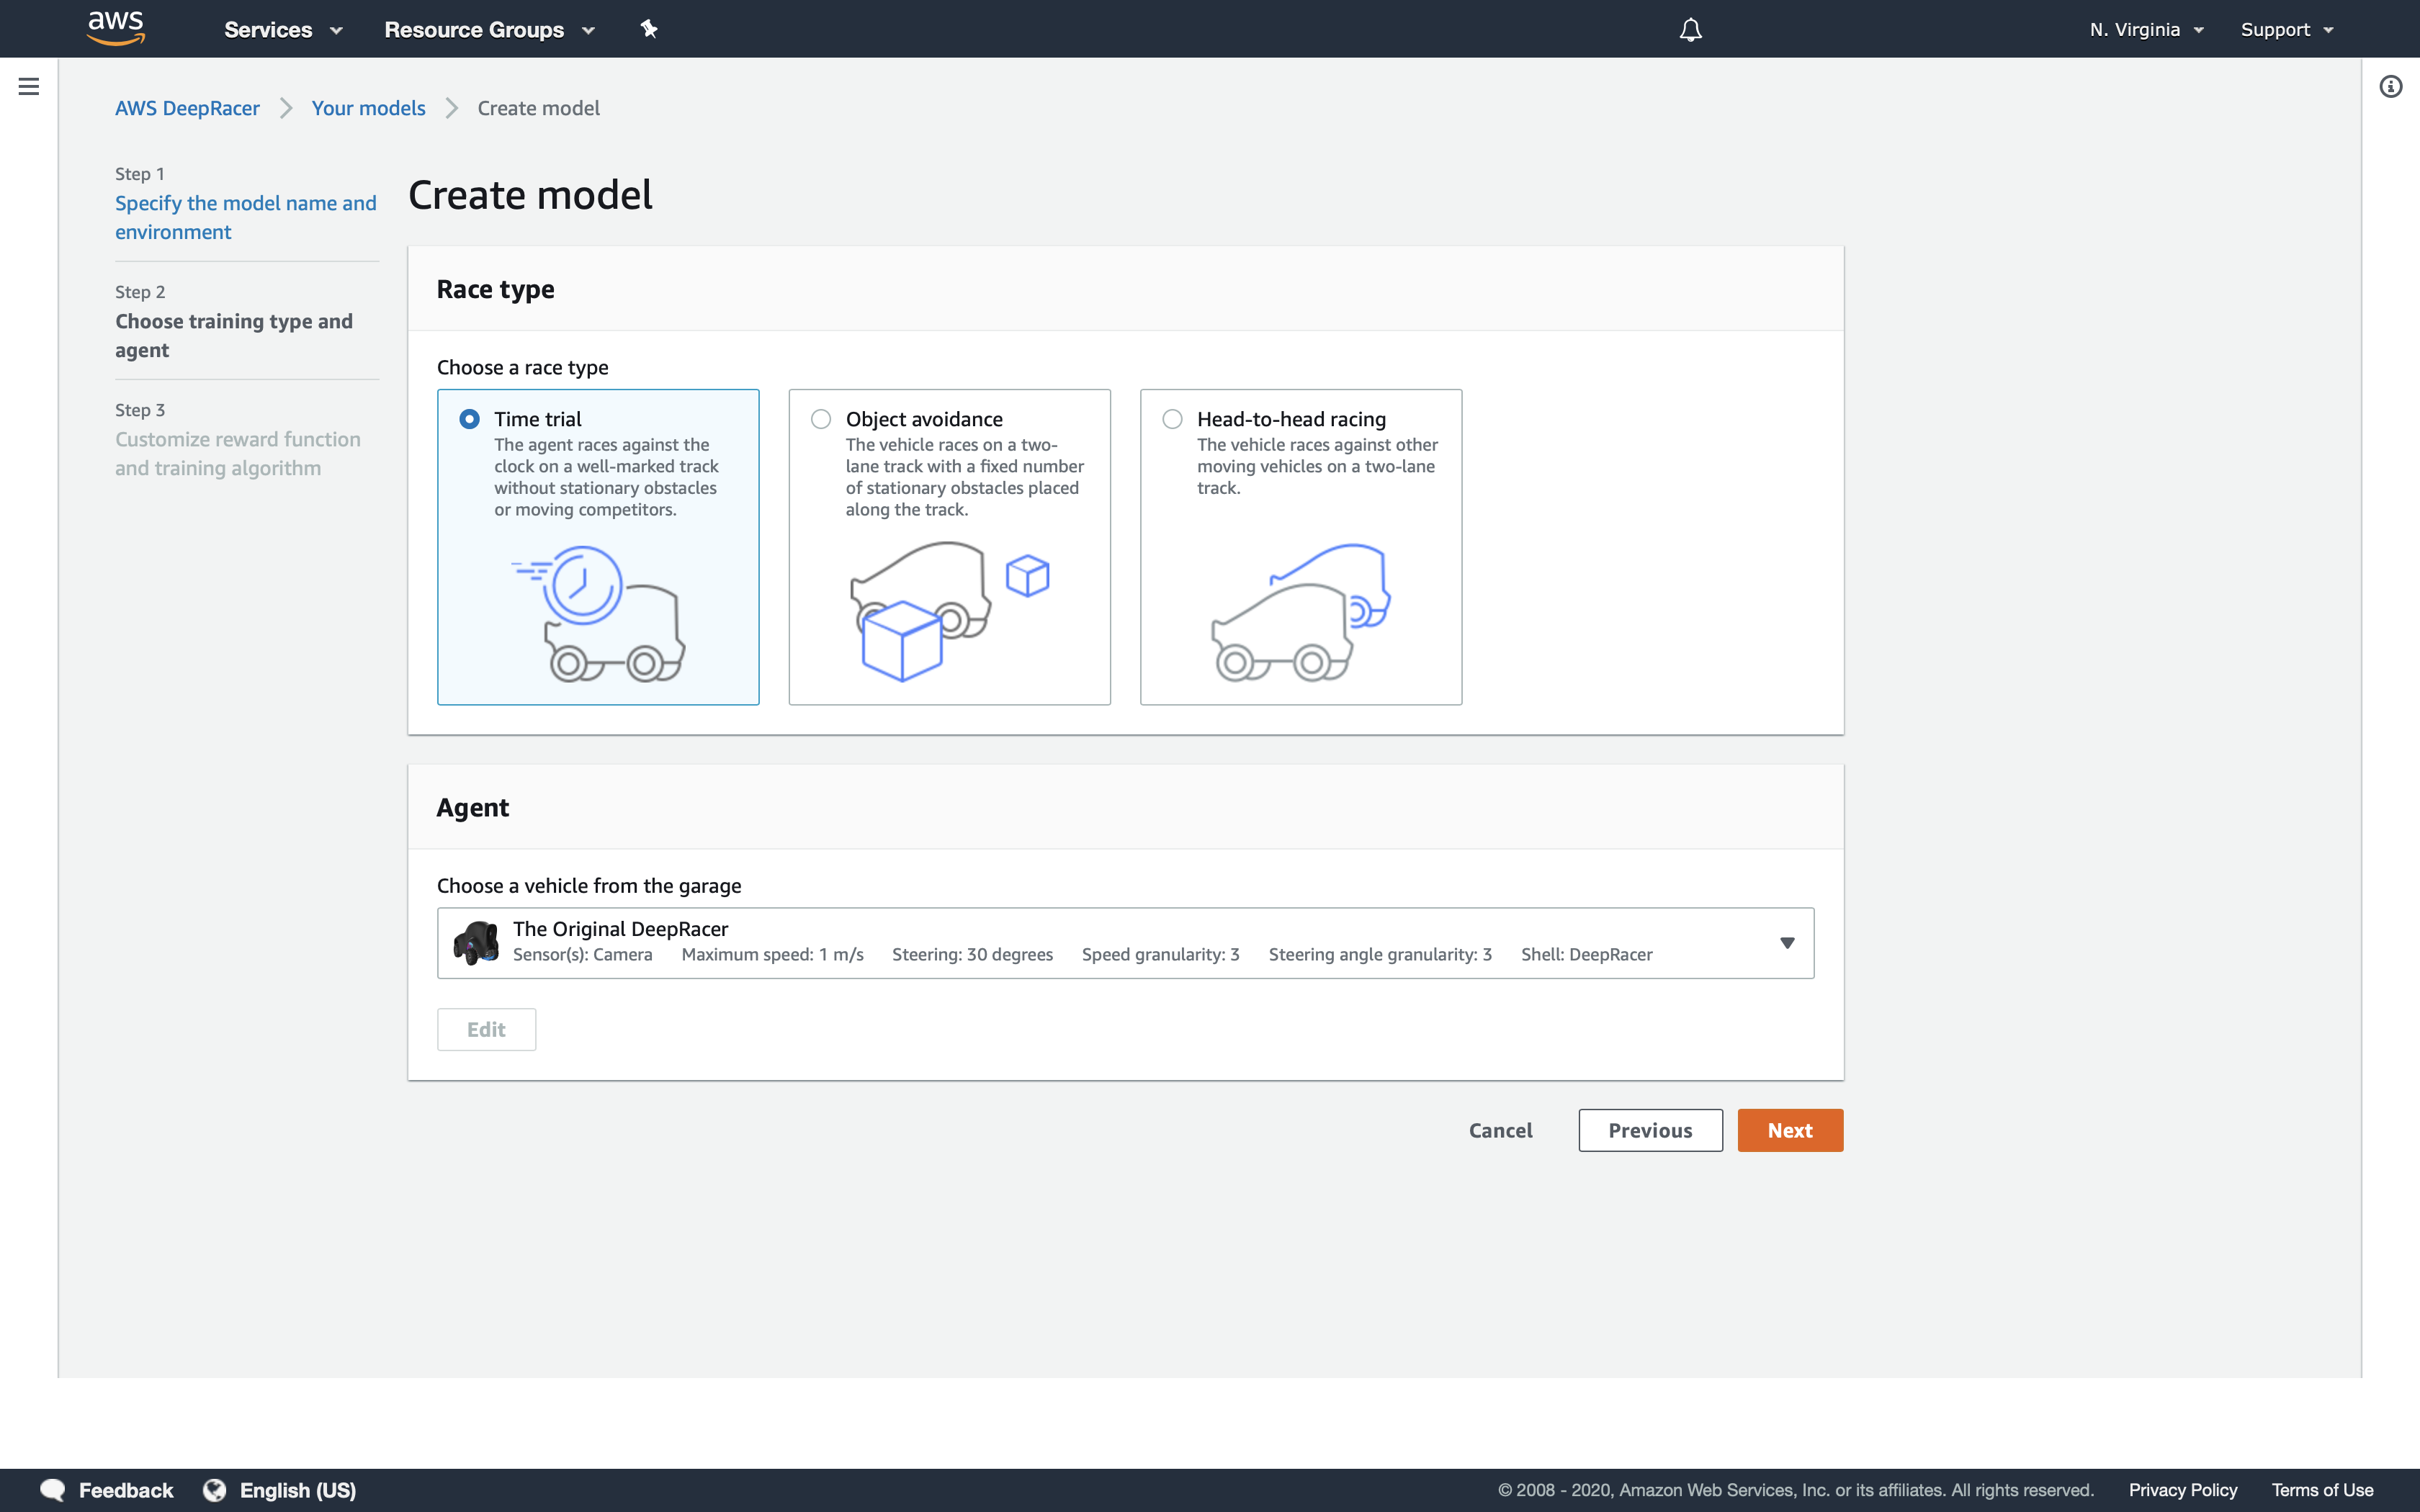 aws
Services
Resource Groups
N. Virginia
Support
AWS DeepRacer
Your models
Create model
Step 1
Specify the model name and
environment
Step 2
Choose training type and
agent
Step 3
Customize reward function
and training algorithm
Create model
Race type
Choose a race type
Time trial
The agent races against the
clock on a well-marked track
without stationary obstacles
or moving competitors.
Object avoidance
The vehicle races on a two-
lane track with a fixed number
of stationary obstacles placed
along the track.
Head-to-head racing
The vehicle races against other
moving vehicles on a two-lane
track.
Agent
Choose a vehicle from the garage
The Original DeepRacer
Sensor(s): Camera Maximum speed: 1 m/s Steering: 30 degrees Speed granularity: 3 Steering angle granularity: 3 Shell: DeepRacer
Edit
Cancel
Previous
Next
Feedback
English (US)
© 2008 - 2020, Amazon Web Services, Inc. or its affiliates. All rights reserved.
Privacy Policy
Terms of Use